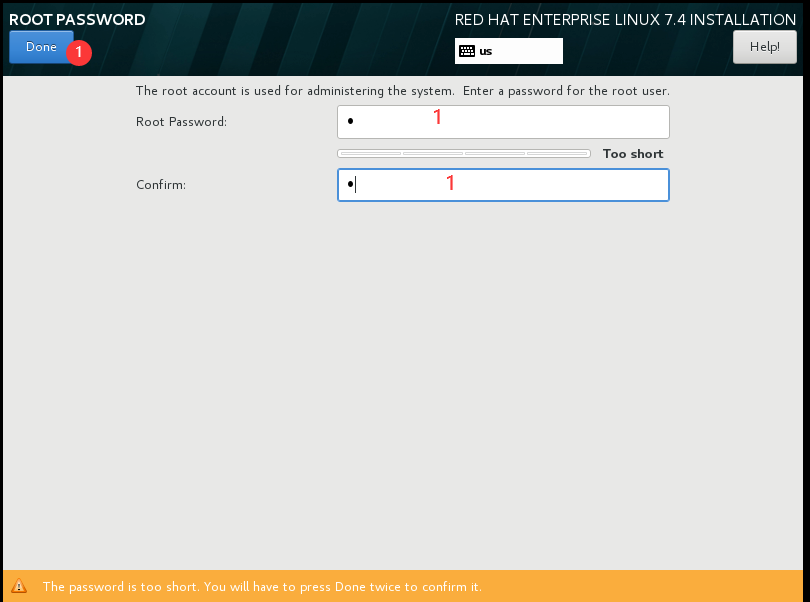 ROOT PASSWORD
RED HAT ENTERPRISE LINUX 7.4 INSTALLATION
Done
1
us
Help!
The root account is used for administering the system. Enter a password for the root user.
Root Password:
• 1
Too short
Confirm:
• 1
The password is too short. You will have to press Done twice to confirm it.